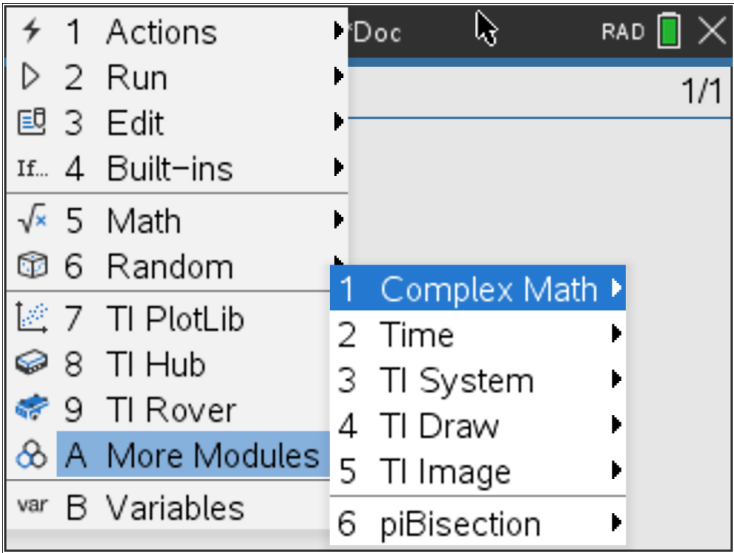 1 Actions
*Doc RAD
2 Run
1/1
3 Edit
If... 4 Built-ins
√x 5 Math
6 Random
7 TI PlotLib
8 TI Hub
9 TI Rover
A More Modules
var B Variables
1 Complex Math
2 Time
3 TI System
4 TI Draw
5 TI Image
6 piBisection